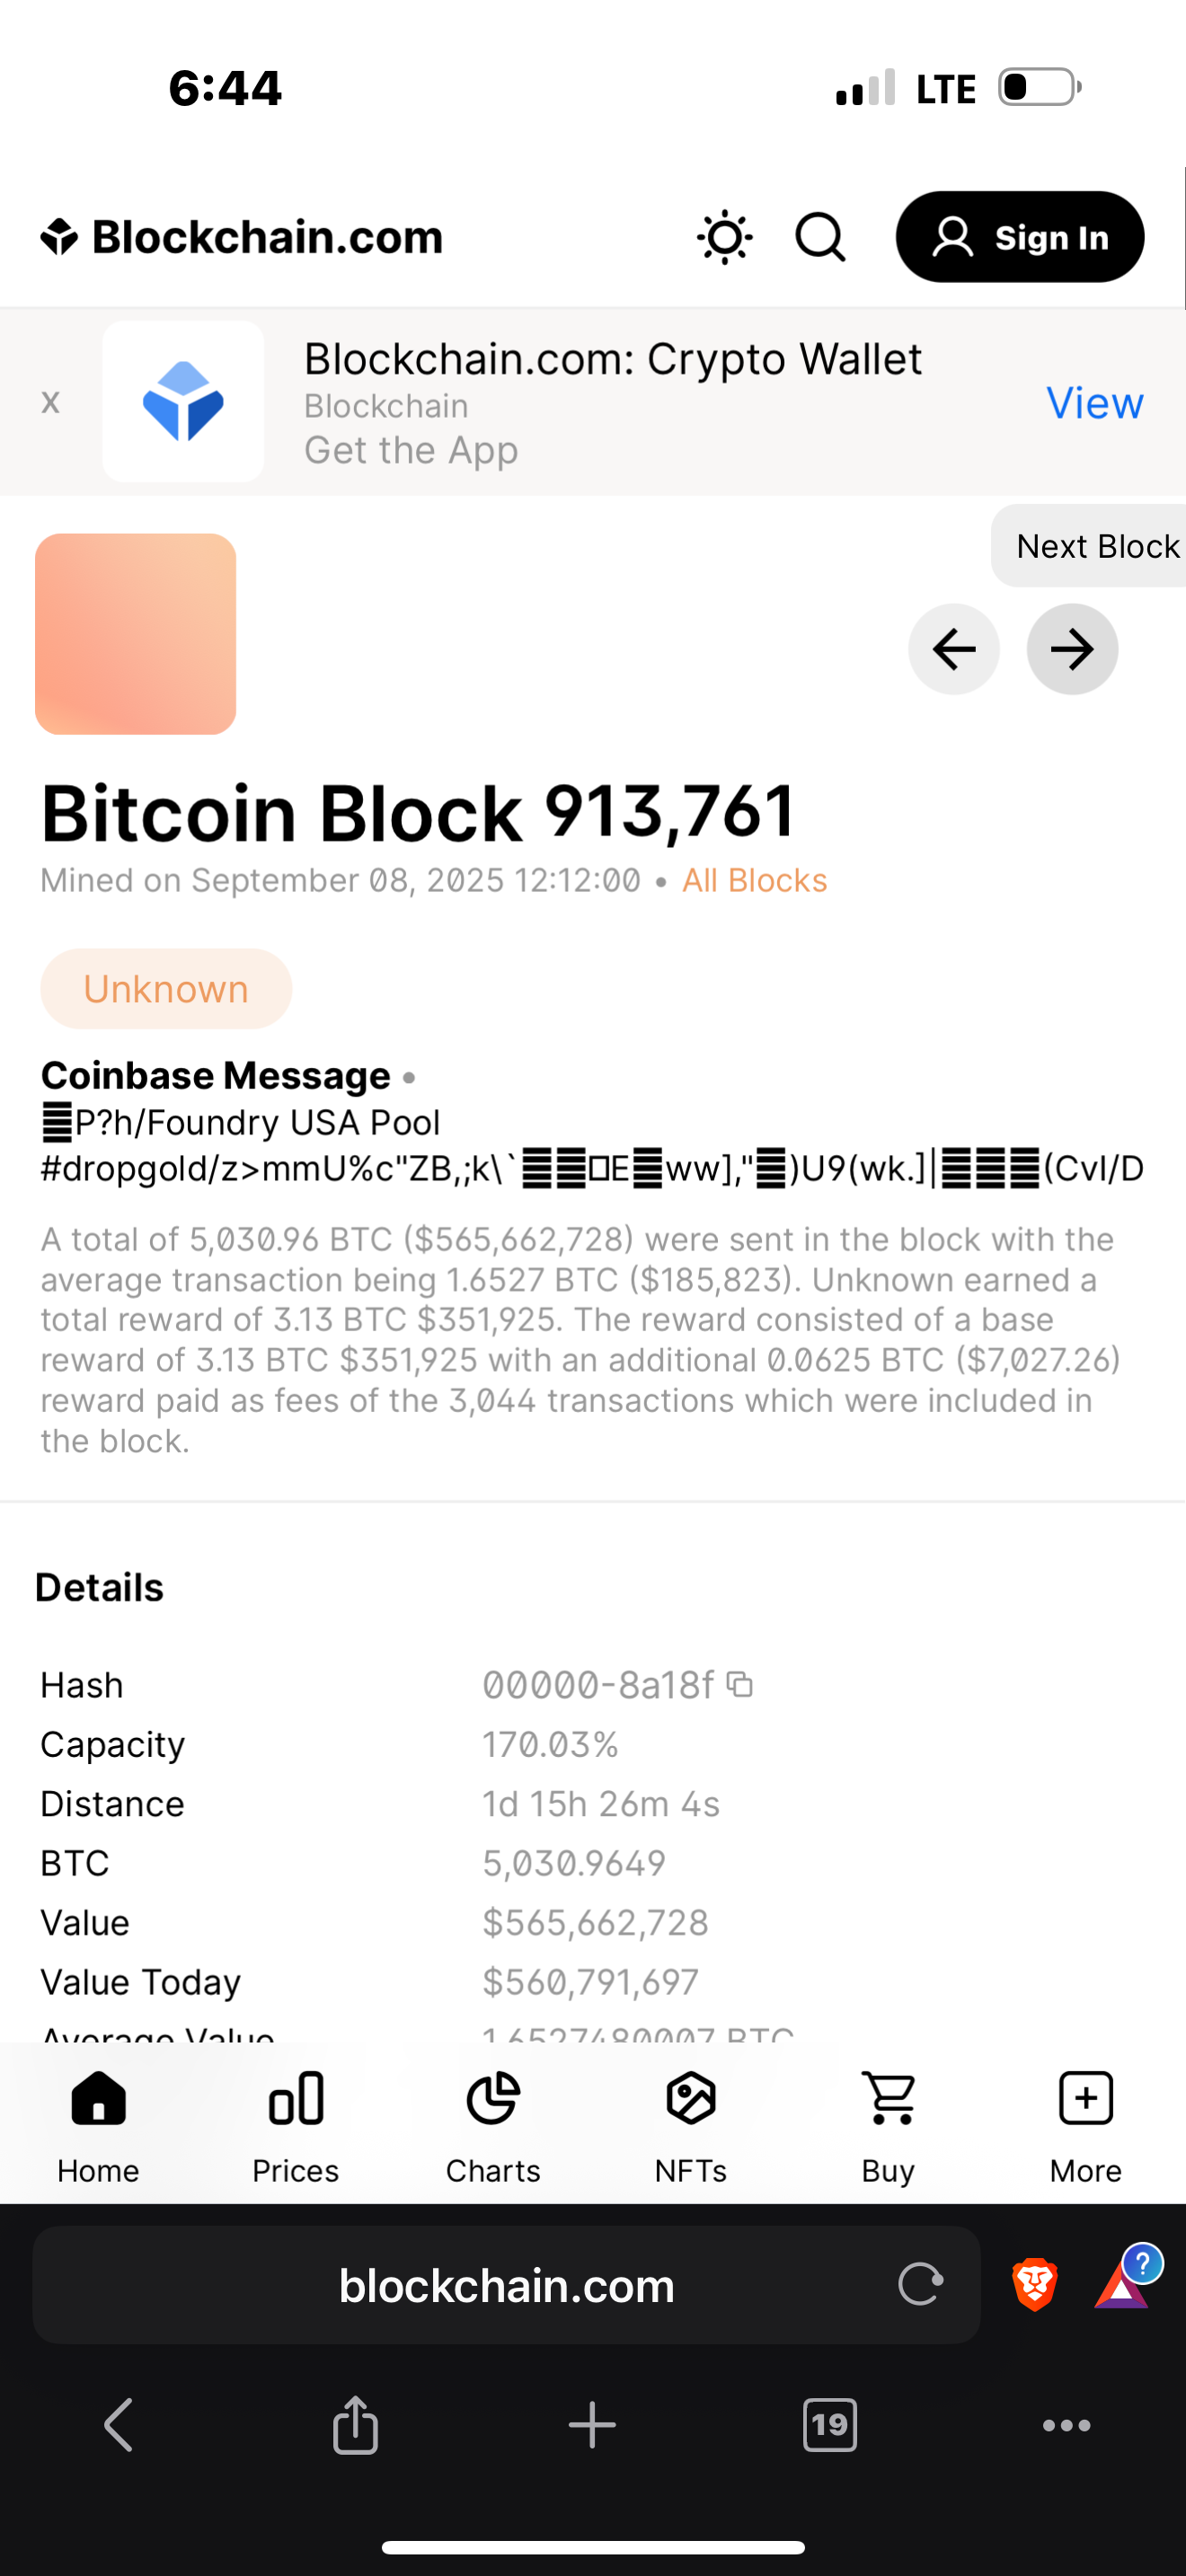 6:44
LTE
Blockchain.com
Sign In
x
Blockchain.com: Crypto Wallet
Blockchain
Get the App
View
Next Block
Bitcoin Block 913,761
Mined on September 08, 2025 12:12:00 • All Blocks
Unknown
Coinbase Message •
P?h/Foundry USA Pool
#dropgold/z>mmU%c"ZB,;k\`𝌆𝌆□E𝌆ww],"𝌆)U9(wk.]|𝌆𝌆𝌆(Cvl/D
A total of 5,030.96 BTC ($565,662,728) were sent in the block with the
average transaction being 1.6527 BTC ($185,823). Unknown earned a
total reward of 3.13 BTC $351,925. The reward consisted of a base
reward of 3.13 BTC $351,925 with an additional 0.0625 BTC ($7,027.26)
reward paid as fees of the 3,044 transactions which were included in
the block.
Details
Hash 00000-8a18f
Capacity 170.03%
Distance 1d 15h 26m 4s
BTC 5,030.9649
Value $565,662,728
Value Today $560,791,697
Average Value 1.6527480007 BTC
Home
Prices
Charts
NFTs
Buy
More
blockchain.com
?
19